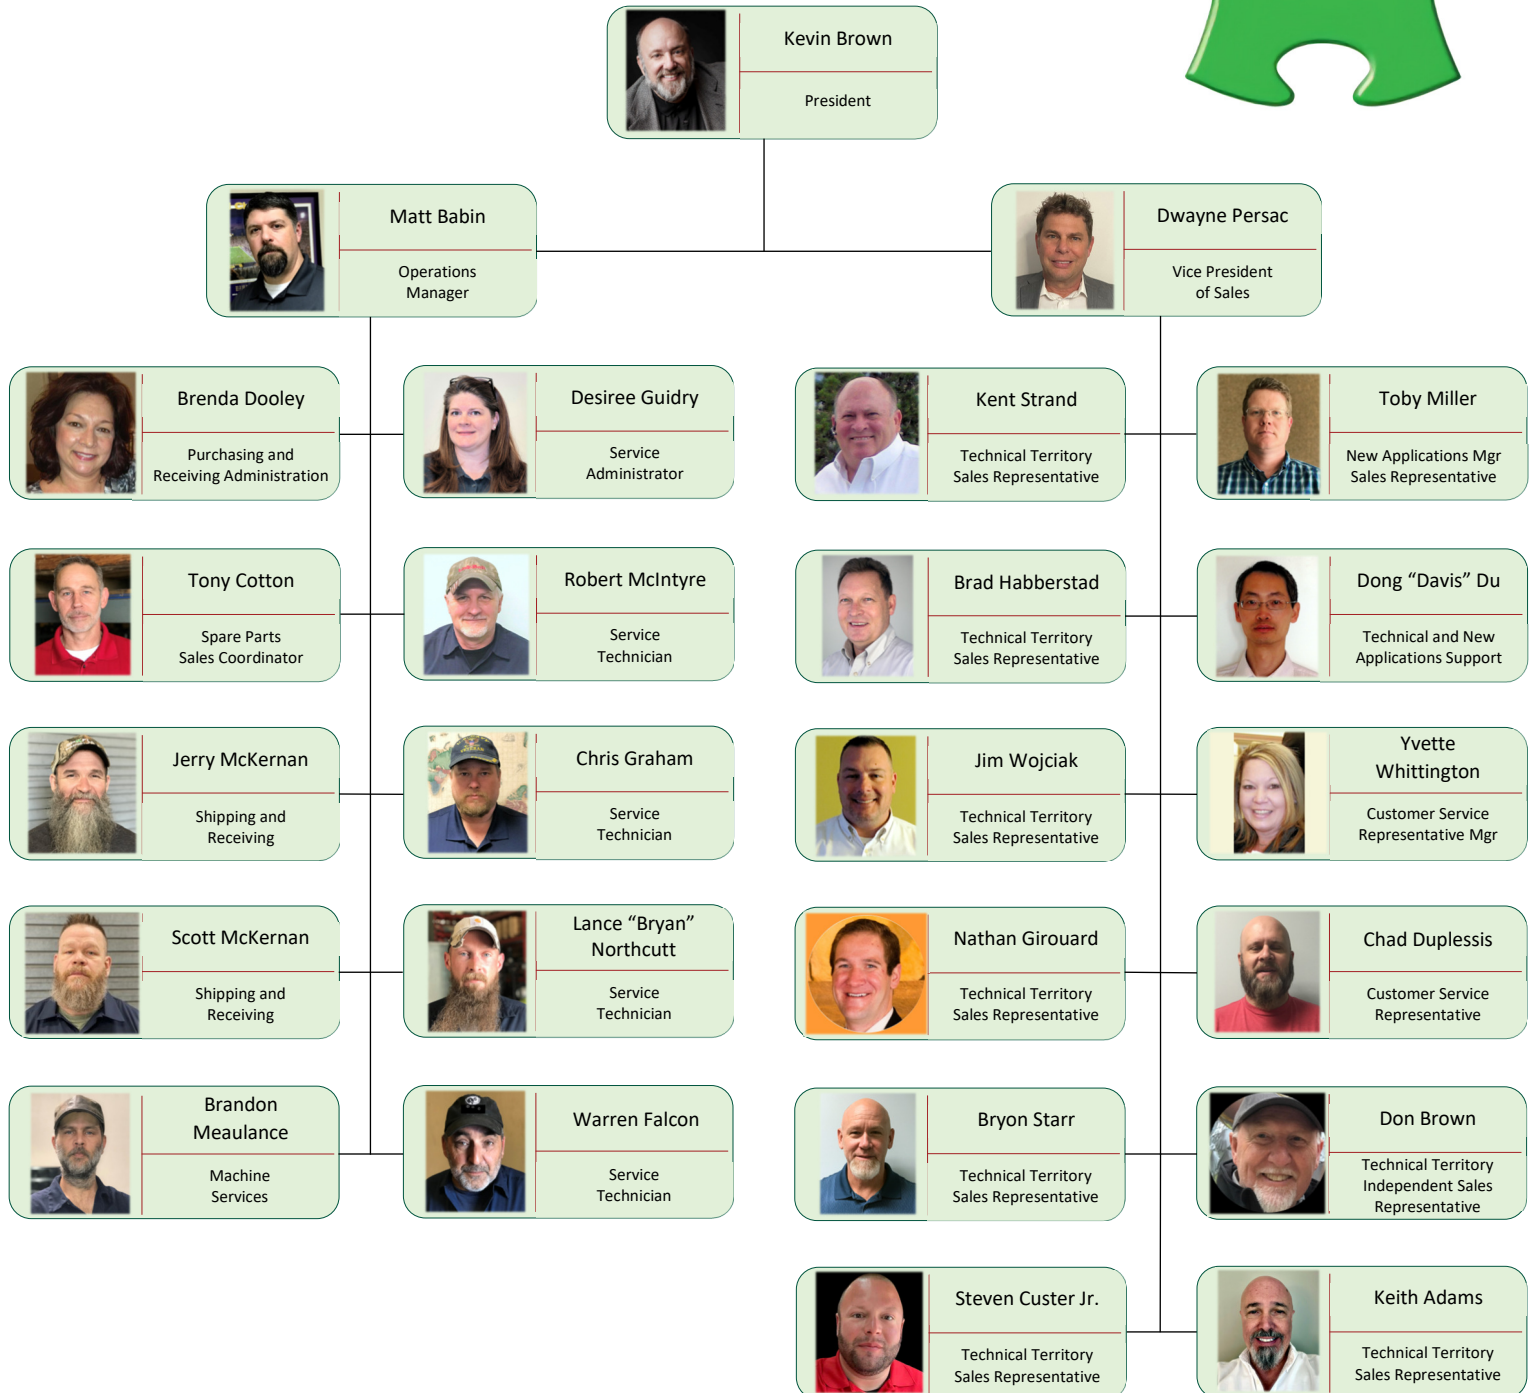 Kevin Brown
President
Matt Babin
Operations
Manager
Dwayne Persac
Vice President
of Sales
Brenda Dooley
Purchasing and
Receiving Administration
Desiree Guidry
Service
Administrator
Kent Strand
Technical Territory
Sales Representative
Toby Miller
New Applications Mgr
Sales Representative
Tony Cotton
Spare Parts
Sales Coordinator
Robert McIntyre
Service
Technician
Brad Habberstad
Technical Territory
Sales Representative
Dong “Davis” Du
Technical and New
Applications Support
Jerry McKernan
Shipping and
Receiving
Chris Graham
Service
Technician
Jim Wojciak
Technical Territory
Sales Representative
Yvette
Whittington
Customer Service
Representative Mgr
Scott McKernan
Shipping and
Receiving
Lance “Bryan”
Northcutt
Service
Technician
Nathan Girouard
Technical Territory
Sales Representative
Chad Duplessis
Customer Service
Representative
Brandon
Meaulance
Machine
Services
Warren Falcon
Service
Technician
Bryon Starr
Technical Territory
Sales Representative
Don Brown
Technical Territory
Independent Sales
Representative
Steven Custer Jr.
Technical Territory
Sales Representative
Keith Adams
Technical Territory
Sales Representative